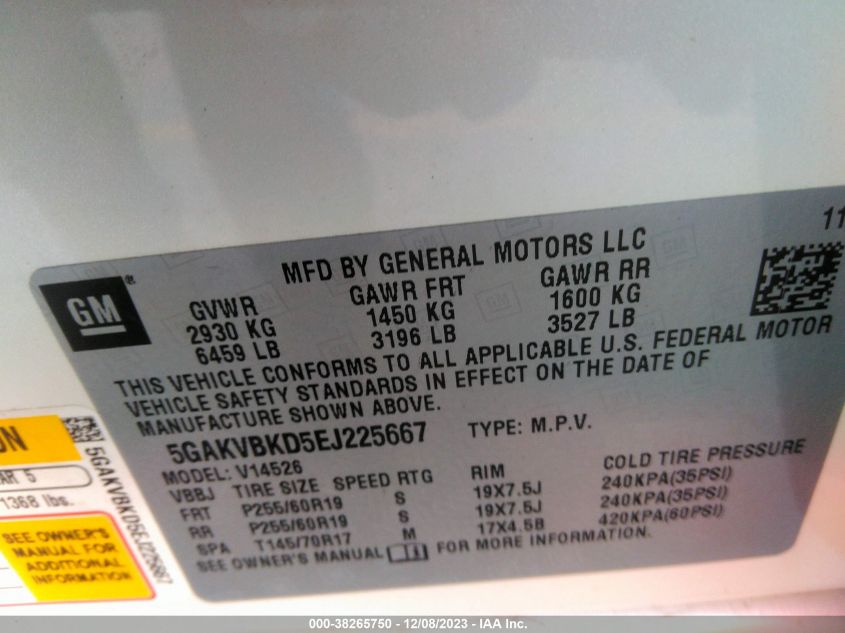 11
MFD BY GENERAL MOTORS LLC
GM®
GVWR GAWR FRT GAWR RR
2930 KG 1450 KG 1600 KG
6459 LB 3196 LB 3527 LB
THIS VEHICLE CONFORMS TO ALL APPLICABLE U.S. FEDERAL MOTOR
VEHICLE SAFETY STANDARDS IN EFFECT ON THE DATE OF
MANUFACTURE SHOWN ABOVE.
5GAKVBKD5EJ225667 TYPE: M.P.V.
MODEL: V14526
VBBJ TIRE SIZE SPEED RTG RIM COLD TIRE PRESSURE
FRT P255/60R19 S 19X7.5J 240KPA(35PSI)
RR P255/60R19 S 19X7.5J 240KPA(35PSI)
SPA T145/70R17 M 17X4.5B 420KPA(60PSI)
SEE OWNER'S MANUAL FOR MORE INFORMATION.
ON
AR 5
1368 lbs.
SEE OWNER'S
MANUAL FOR
ADDITIONAL
INFORMATION
5GAKVBKD5EJ225667
000-38265750 - 12/08/2023 - IAA Inc.